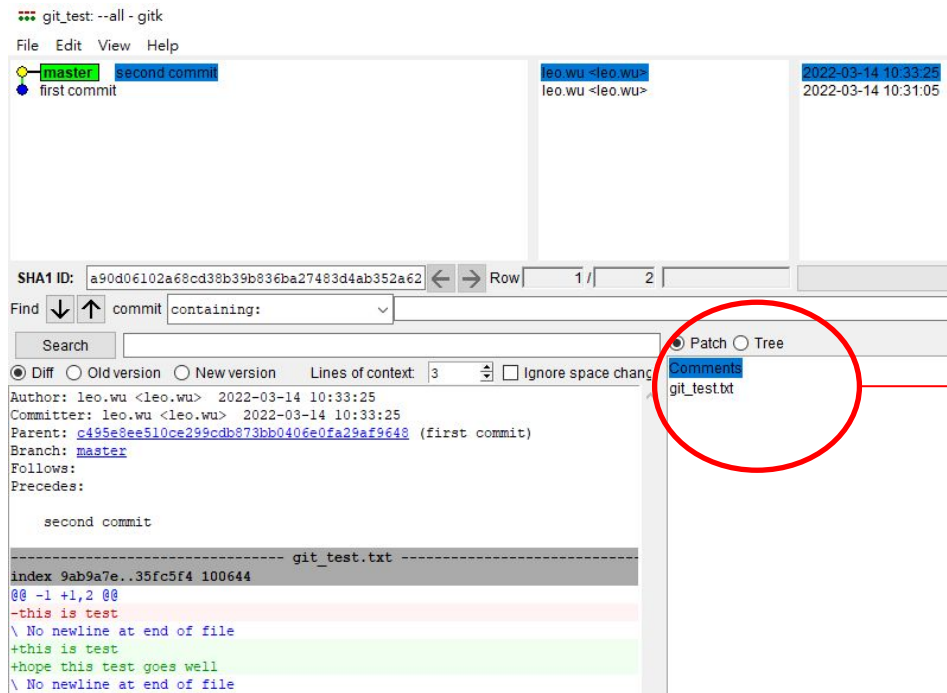 git_test: --all - gitk
File Edit View Help
master second commit leo.wu <leo.wu> 2022-03-14 10:33:25
first commit leo.wu <leo.wu> 2022-03-14 10:31:05
SHA1 ID: a90d06102a68cd38b39b836ba27483d4ab352a62 Row 1 / 2
Find commit containing:
Search
Patch Tree
Diff Old version New version Lines of context: 3 Ignore space chang
Comments
git_test.txt
Author: leo.wu <leo.wu> 2022-03-14 10:33:25
Committer: leo.wu <leo.wu> 2022-03-14 10:33:25
Parent: c495e8ee510ce299cdb873bb0406e0fa29af9648 (first commit)
Branch: master
Follows:
Precedes:
second commit
------------------------------- git_test.txt ---------------------------
index 9ab9a7e..35fc5f4 100644
@@ -1 +1,2 @@
-this is test
\ No newline at end of file
+this is test
+hope this test goes well
\ No newline at end of file